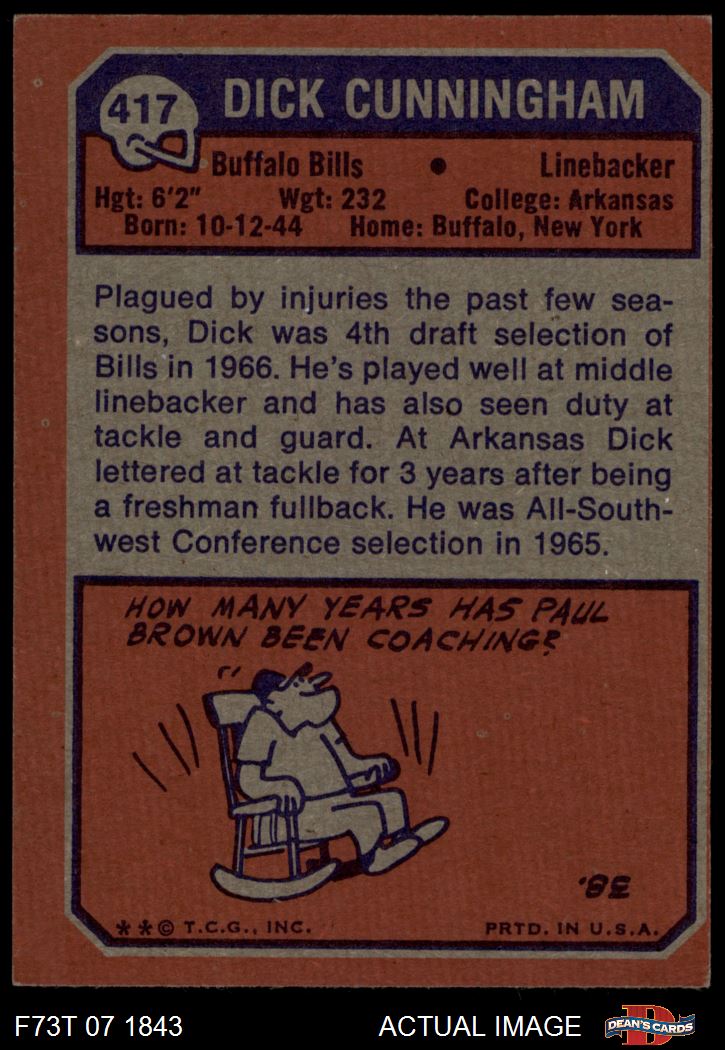 417
DICK CUNNINGHAM
Buffalo Bills • Linebacker
Hgt: 6'2" Wgt: 232 College: Arkansas
Born: 10-12-44 Home: Buffalo, New York
Plagued by injuries the past few sea-
sons, Dick was 4th draft selection of
Bills in 1966. He's played well at middle
linebacker and has also seen duty at
tackle and guard. At Arkansas Dick
lettered at tackle for 3 years after being
a freshman fullback. He was All-South-
west Conference selection in 1965.
HOW MANY YEARS HAS PAUL
BROWN BEEN COACHING?
38.
**© T.C.G., INC. PRTD. IN U.S.A.
F73T 07 1843 ACTUAL IMAGE
DEAN'S CARDS